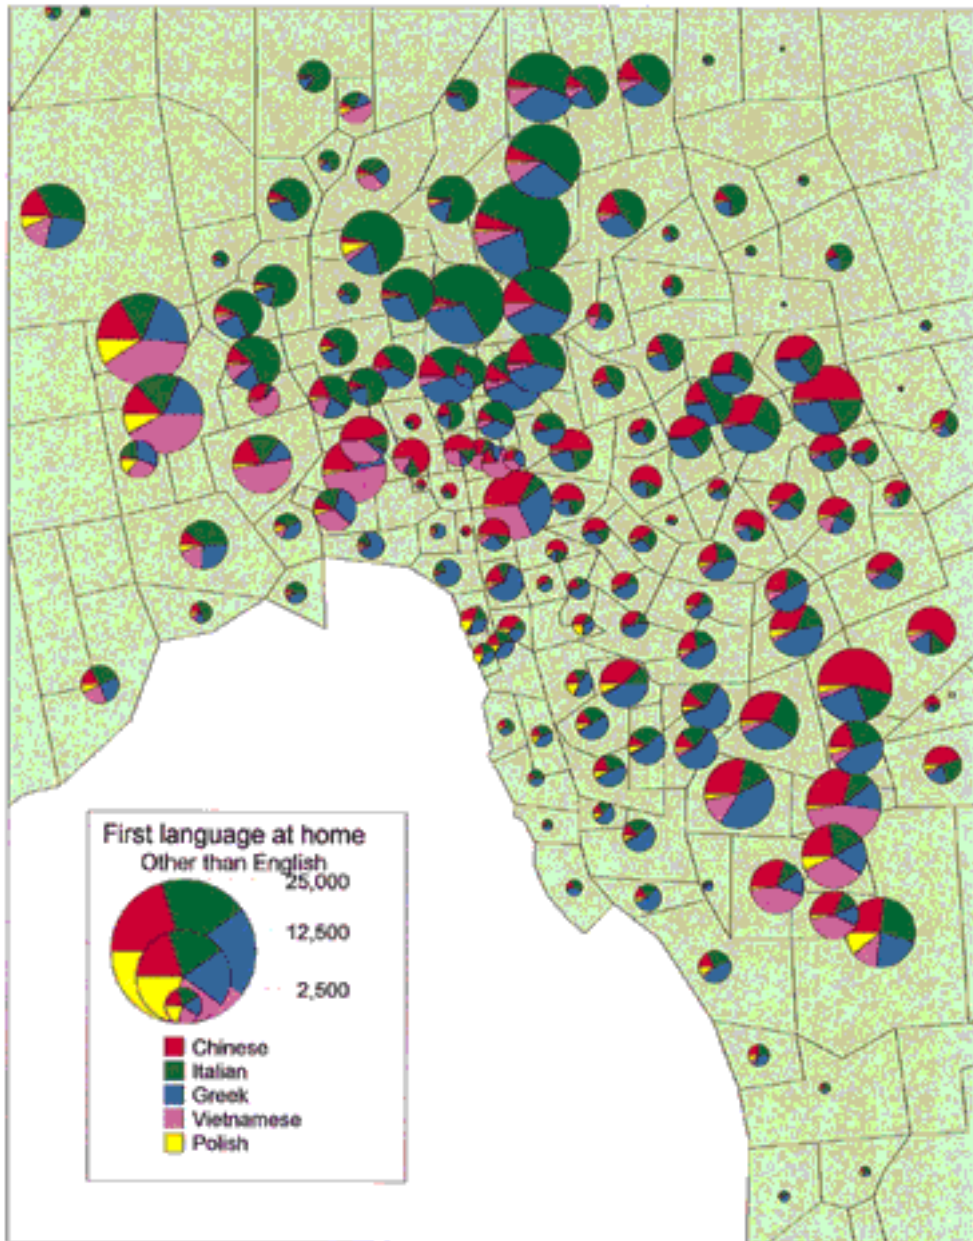 First language at home
Other than English
25,000
12,500
2,500
Chinese
Italian
Greek
Vietnamese
Polish